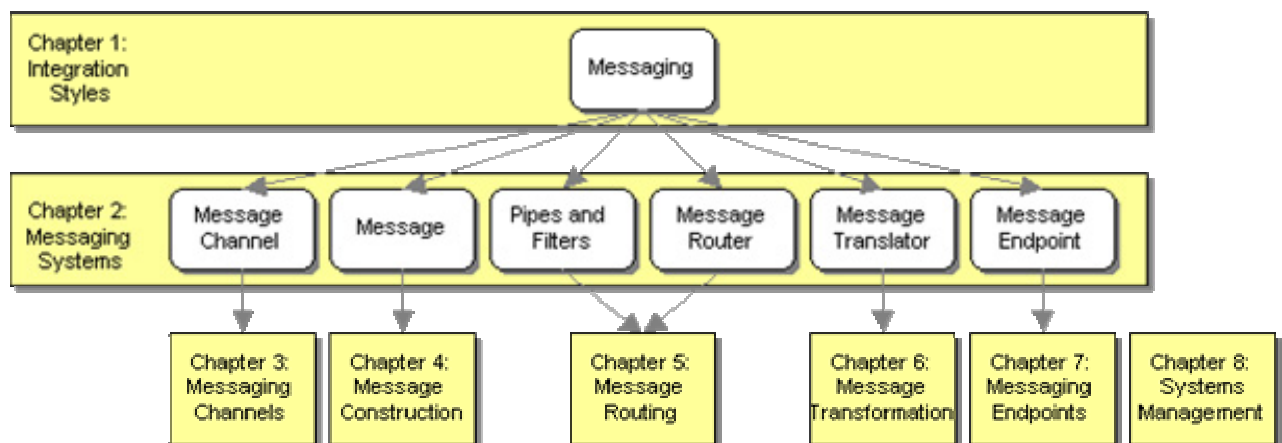 Chapter 1:
Integration
Styles
Messaging
Chapter 2:
Messaging
Systems
Message
Channel
Message
Pipes and
Filters
Message
Router
Message
Translator
Message
Endpoint
Chapter 3:
Messaging
Channels
Chapter 4:
Message
Construction
Chapter 5:
Message
Routing
Chapter 6:
Message
Transformation
Chapter 7:
Messaging
Endpoints
Chapter 8:
Systems
Management